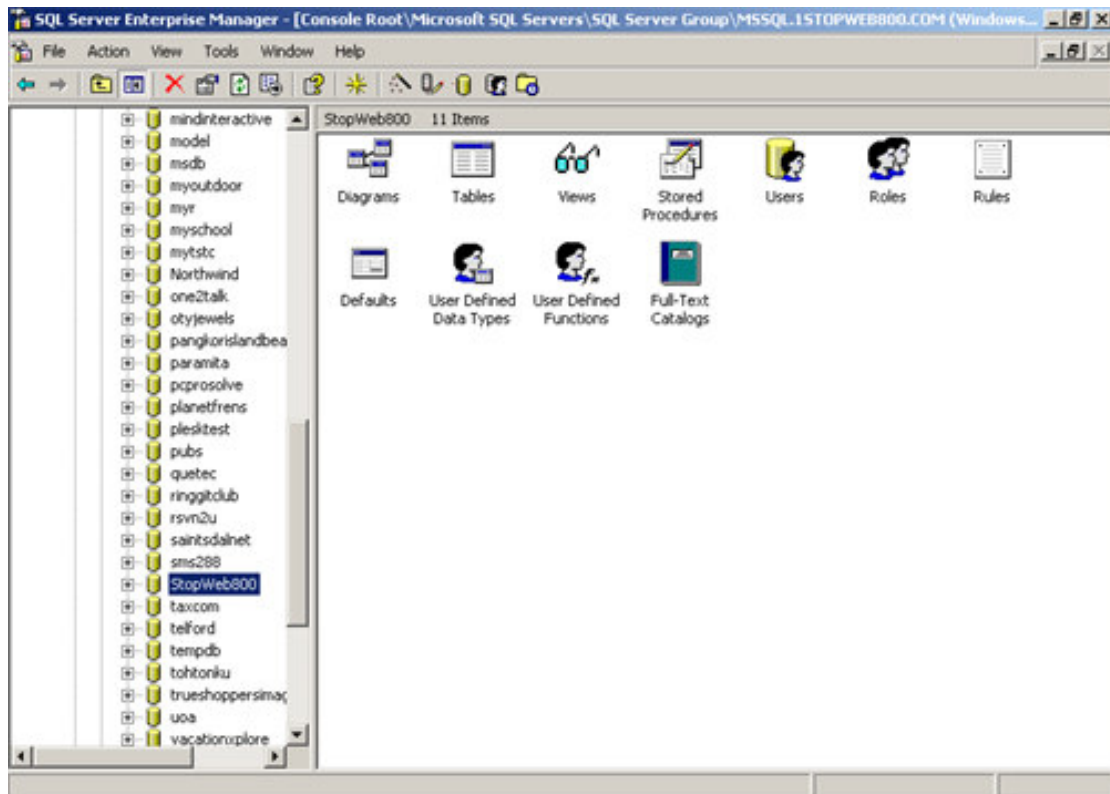 SQL Server Enterprise Manager - [Console Root\Microsoft SQL Servers\SQL Server Group\MSSQL.1STOPWEB800.COM (Windows...
File Action View Tools Window Help
mindinteractive
model
msdb
myoutdoor
myr
myschool
mytstc
Northwind
one2talk
otyjewels
pangkorislandbea
paramita
pcprosolve
planetfrens
plesktest
pubs
quetec
ringgitclub
rsvn2u
saintsdalnet
sms288
StopWeb800
taxcom
telford
tempdb
tohtonku
trueshoppersimag
uoa
vacationxplore
StopWeb800 11 Items
Diagrams Tables Views Stored Procedures Users Roles Rules
Defaults User Defined Data Types User Defined Functions Full-Text Catalogs